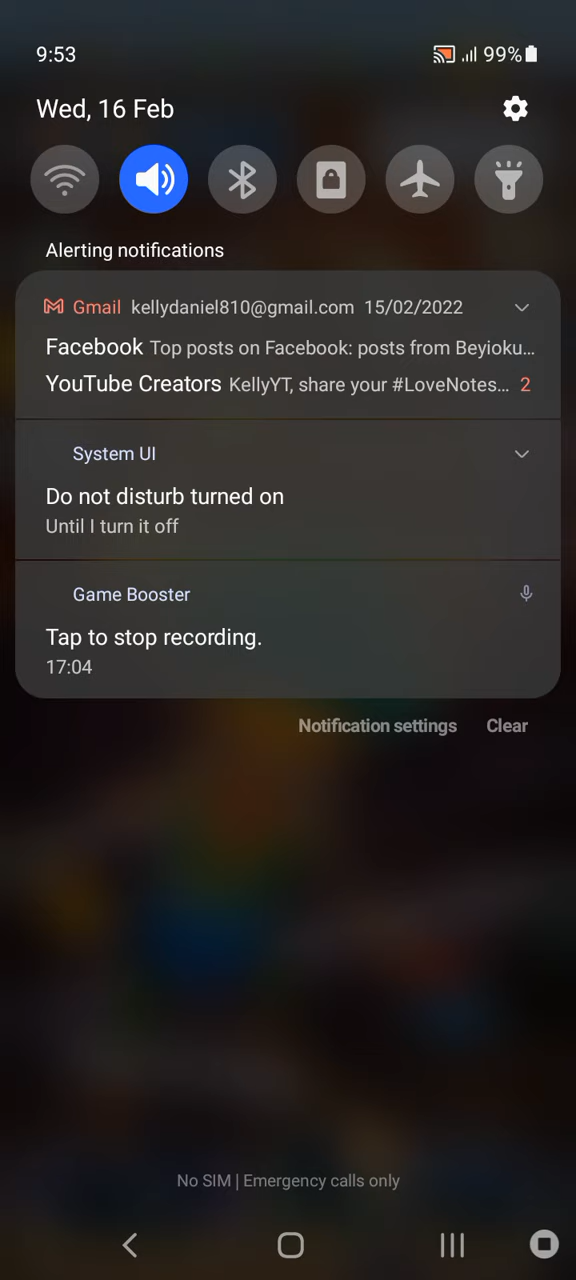 9:53 99%
Wed, 16 Feb
Alerting notifications
Gmail kellydaniel810@gmail.com 15/02/2022
Facebook Top posts on Facebook: posts from Beyioku...
YouTube Creators KellyYT, share your #LoveNotes... 2
System UI
Do not disturb turned on
Until I turn it off
Game Booster
Tap to stop recording.
17:04
Notification settings Clear
No SIM | Emergency calls only